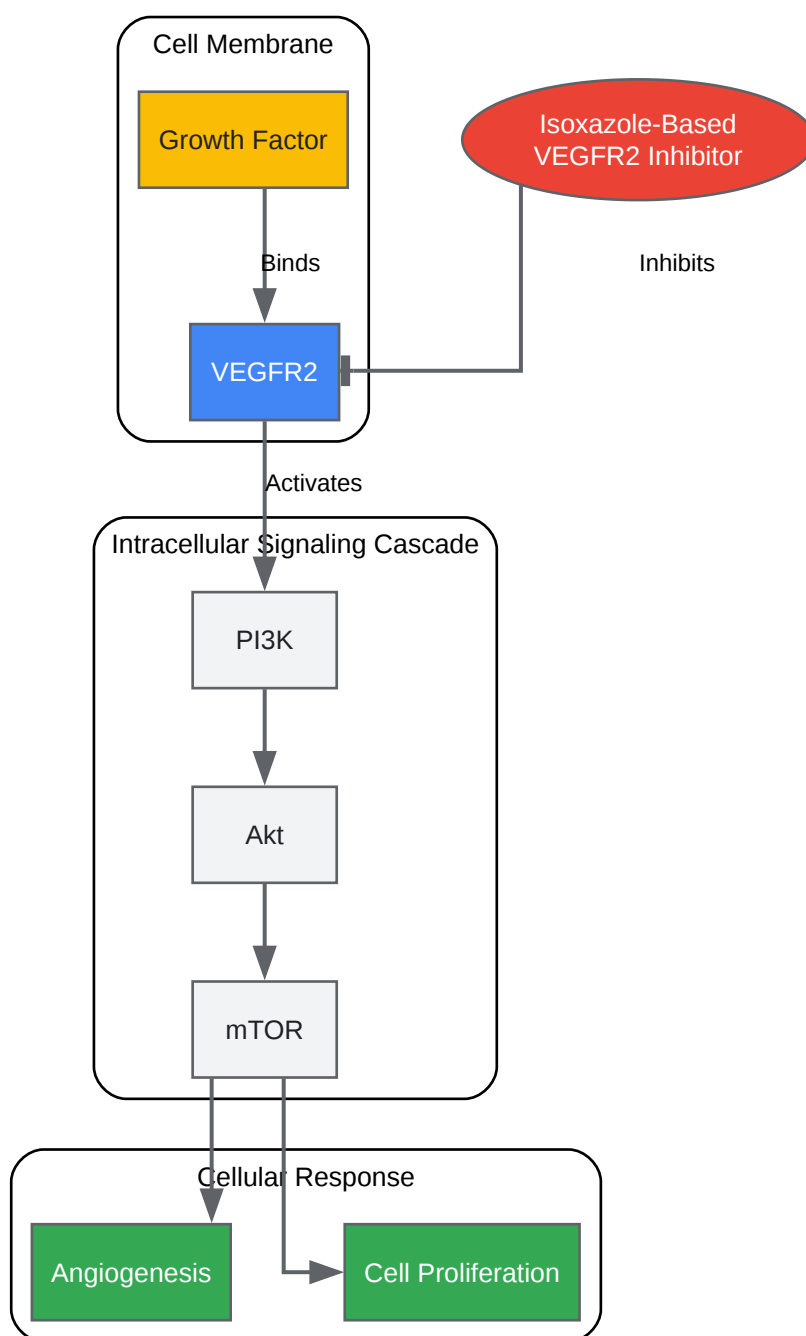 Cell Membrane
Growth Factor
Isoxazole-Based
VEGFR2 Inhibitor
Binds
Inhibits
VEGFR2
Activates
Intracellular Signaling Cascade
PI3K
Akt
mTOR
Cellular Response
Angiogenesis
Cell Proliferation